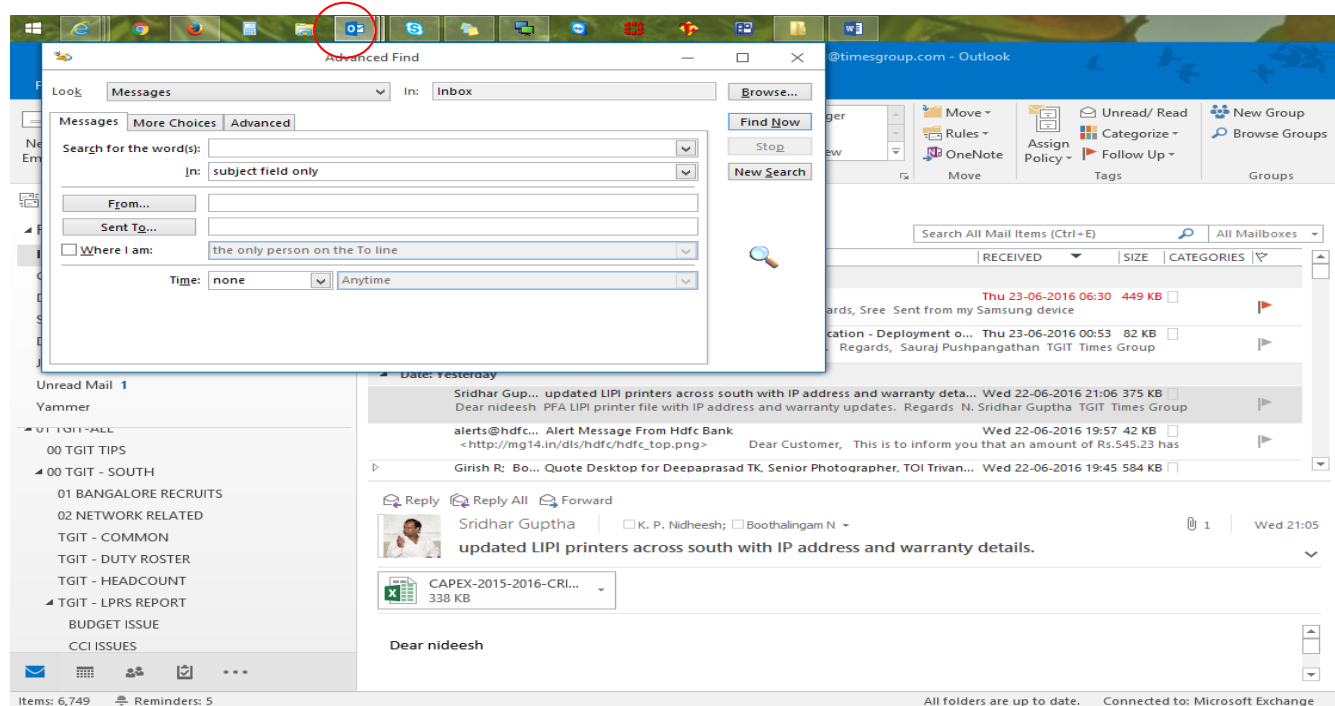 Advanced Find
@timesgroup.com - Outlook
Look Messages In: Inbox Browse...
Messages More Choices Advanced
Find Now
Search for the word(s):
Stop
In: subject field only
New Search
From...
Sent To...
Where I am: the only person on the To line
Time: none Anytime
Move
Rules
OneNote
Move
Assign Policy
Unread/ Read
Categorize
Follow Up
Tags
New Group
Browse Groups
Groups
Search All Mail Items (Ctrl+E) All Mailboxes
RECEIVED SIZE CATEGORIES
Thu 23-06-2016 06:30 449 KB
ards, Sree Sent from my Samsung device
cation - Deployment o... Thu 23-06-2016 00:53 82 KB
. Regards, Sauraj Pushpangathan TGIT Times Group
Date: Yesterday
Sridhar Gup... updated LIPI printers across south with IP address and warranty deta... Wed 22-06-2016 21:06 375 KB
Dear nideesh PFA LIPI printer file with IP address and warranty updates. Regards N. Sridhar Guptha TGIT Times Group
alerts@hdfc... Alert Message From Hdfc Bank Wed 22-06-2016 19:57 42 KB
<http://mg14.in/dls/hdfc/hdfc_top.png> Dear Customer, This is to inform you that an amount of Rs.545.23 has
Girish R; Bo... Quote Desktop for Deepaprasad TK, Senior Photographer, TOI Trivan... Wed 22-06-2016 19:45 584 KB
Unread Mail 1
Yammer
01 TGIT-ALL
00 TGIT TIPS
00 TGIT - SOUTH
01 BANGALORE RECRUITS
02 NETWORK RELATED
TGIT - COMMON
TGIT - DUTY ROSTER
TGIT - HEADCOUNT
TGIT - LPRS REPORT
BUDGET ISSUE
CCI ISSUES
Reply Reply All Forward
Sridhar Guptha K. P. Nidheesh; Boothalingam N 1 Wed 21:05
updated LIPI printers across south with IP address and warranty details.
CAPEX-2015-2016-CRI...
338 KB
Dear nideesh
Items: 6,749 Reminders: 5 All folders are up to date. Connected to: Microsoft Exchange